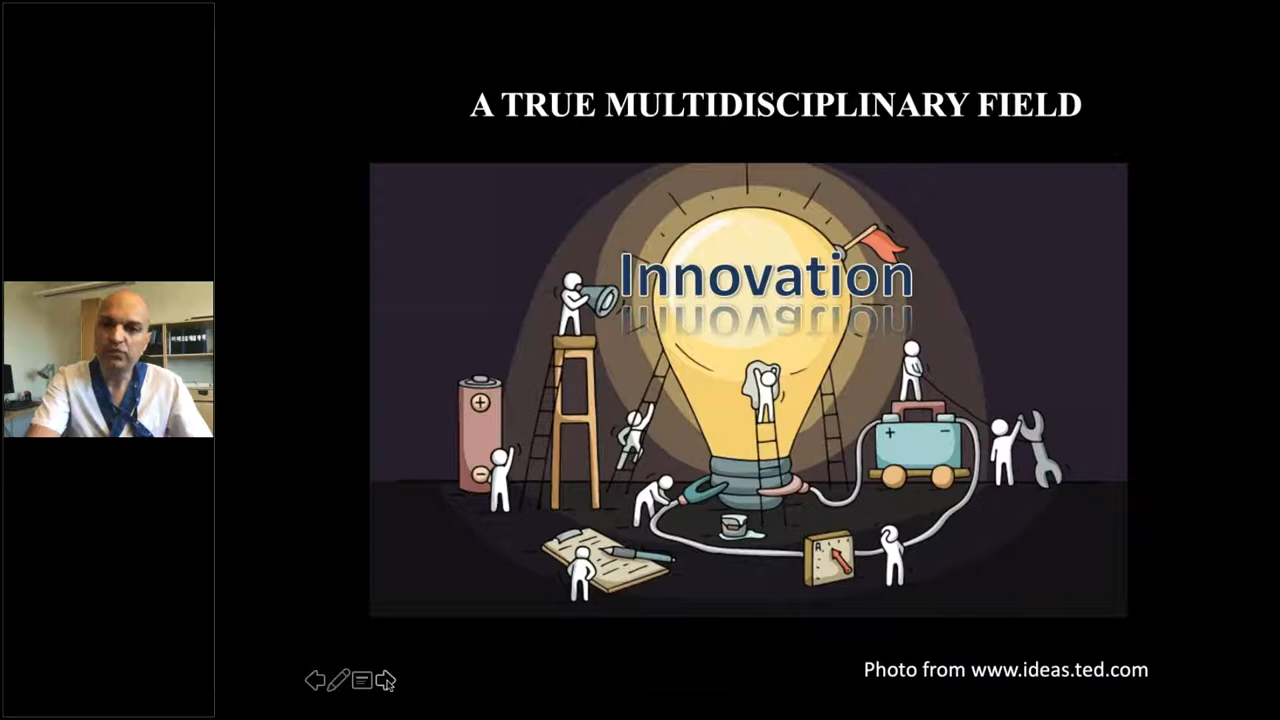 A TRUE MULTIDISCIPLINARY FIELD
Innovation
+
−
+ −
A
Photo from www.ideas.ted.com